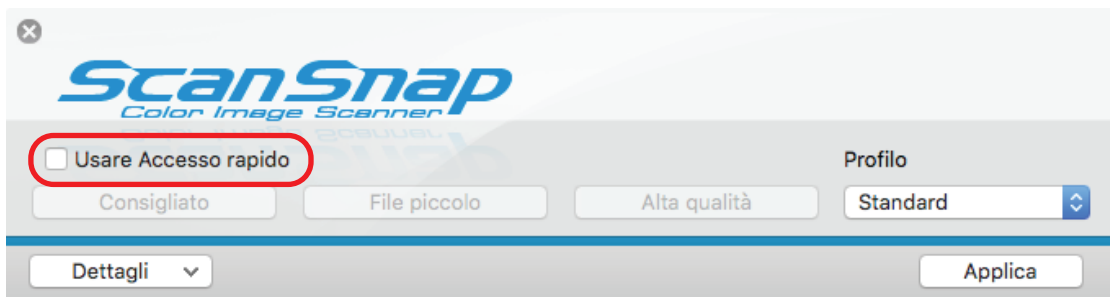 ScanSnap
Color Image Scanner
Usare Accesso rapido
Profilo
Consigliato
File piccolo
Alta qualità
Standard
Dettagli
Applica